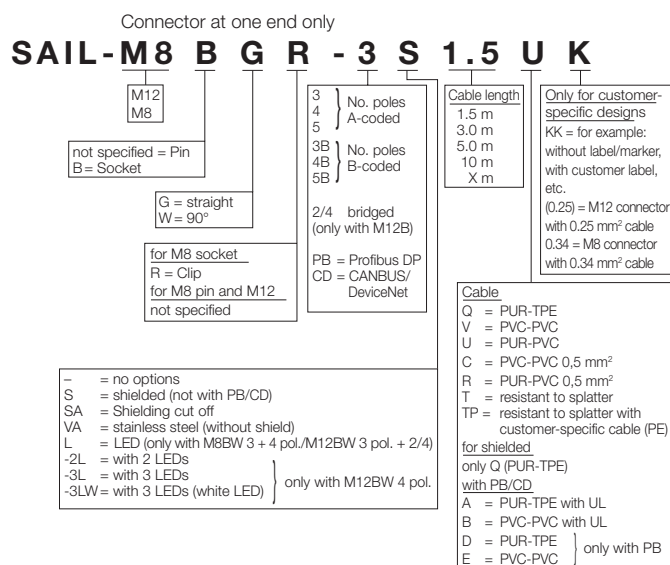 Connector at one end only
SAIL-M8 B G R - 3 S 1.5 U K
M12
M8
not specified = Pin
B = Socket
G = straight
W = 90°
for M8 socket
R = Clip
for M8 pin and M12
not specified
3
4
5
No. poles
A-coded
3B
4B
5B
No. poles
B-coded
2/4 bridged
(only with M12B)
PB = Profibus DP
CD = CANBUS/
DeviceNet
Cable length
1.5 m
3.0 m
5.0 m
10 m
X m
Only for customer-
specific designs
KK = for example:
without label/marker,
with customer label,
etc.
(0.25) = M12 connector
with 0.25 mm² cable
0.34 = M8 connector
with 0.34 mm² cable
– = no options
S = shielded (not with PB/CD)
SA = Shielding cut off
VA = stainless steel (without shield)
L = LED (only with M8BW 3 + 4 pol./M12BW 3 pol. + 2/4)
-2L = with 2 LEDs
-3L = with 3 LEDs
-3LW = with 3 LEDs (white LED)
only with M12BW 4 pol.
Cable
Q = PUR-TPE
V = PVC-PVC
U = PUR-PVC
C = PVC-PVC 0,5 mm²
R = PUR-PVC 0,5 mm²
T = resistant to splatter
TP = resistant to splatter with
customer-specific cable (PE)
for shielded
only Q (PUR-TPE)
with PB/CD
A = PUR-TPE with UL
B = PVC-PVC with UL
D = PUR-TPE
E = PVC-PVC
only with PB